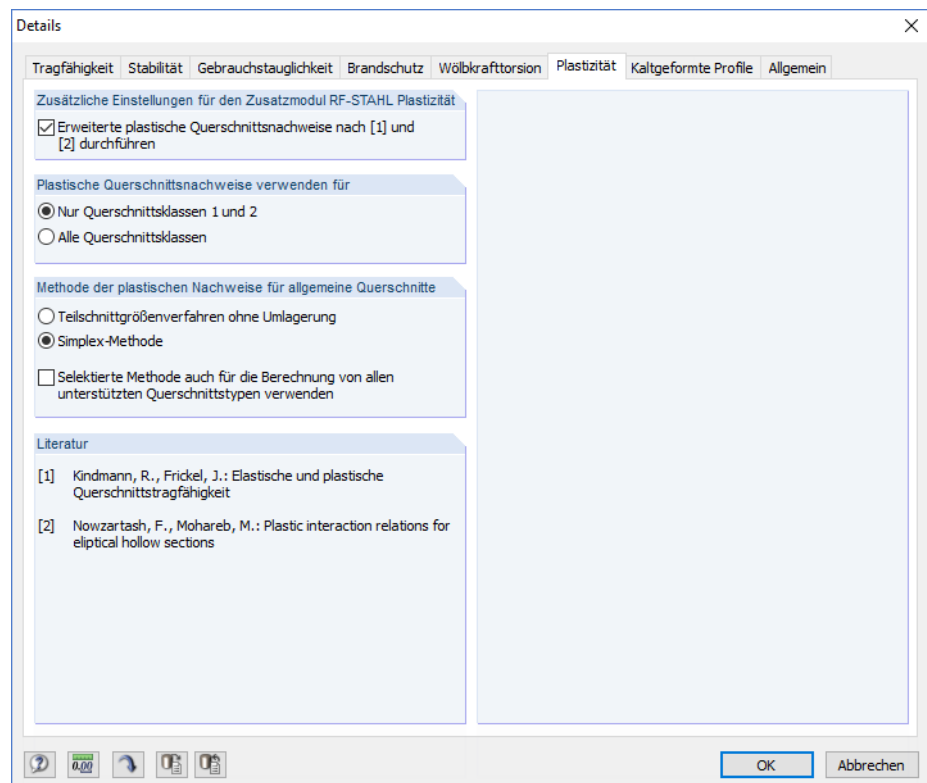 Details
Tragfähigkeit Stabilität Gebrauchstauglichkeit Brandschutz Wölbkrafttorsion Plastizität Kaltgeformte Profile Allgemein
Zusätzliche Einstellungen für den Zusatzmodul RF-STAHL Plastizität
Erweiterte plastische Querschnittsnachweise nach [1] und
[2] durchführen
Plastische Querschnittsnachweise verwenden für
Nur Querschnittsklassen 1 und 2
Alle Querschnittsklassen
Methode der plastischen Nachweise für allgemeine Querschnitte
Teilschnittgrößenverfahren ohne Umlagerung
Simplex-Methode
Selektierte Methode auch für die Berechnung von allen
unterstützten Querschnittstypen verwenden
Literatur
[1] Kindmann, R., Frickel, J.: Elastische und plastische
Querschnittstragfähigkeit
[2] Nowzartash, F., Mohareb, M.: Plastic interaction relations for
eliptical hollow sections
0.00
OK Abbrechen